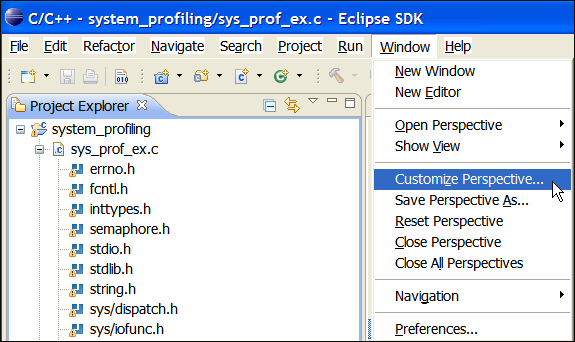 C/C++ - system_profiling/sys_prof_ex.c - Eclipse SDK
File Edit Refactor Navigate Search Project Run Window Help
Project Explorer
system_profiling
sys_prof_ex.c
errno.h
fcntl.h
inttypes.h
semaphore.h
stdio.h
stdlib.h
string.h
sys/dispatch.h
sys/iofunc.h
New Window
New Editor
Open Perspective
Show View
Customize Perspective...
Save Perspective As...
Reset Perspective
Close Perspective
Close All Perspectives
Navigation
Preferences...